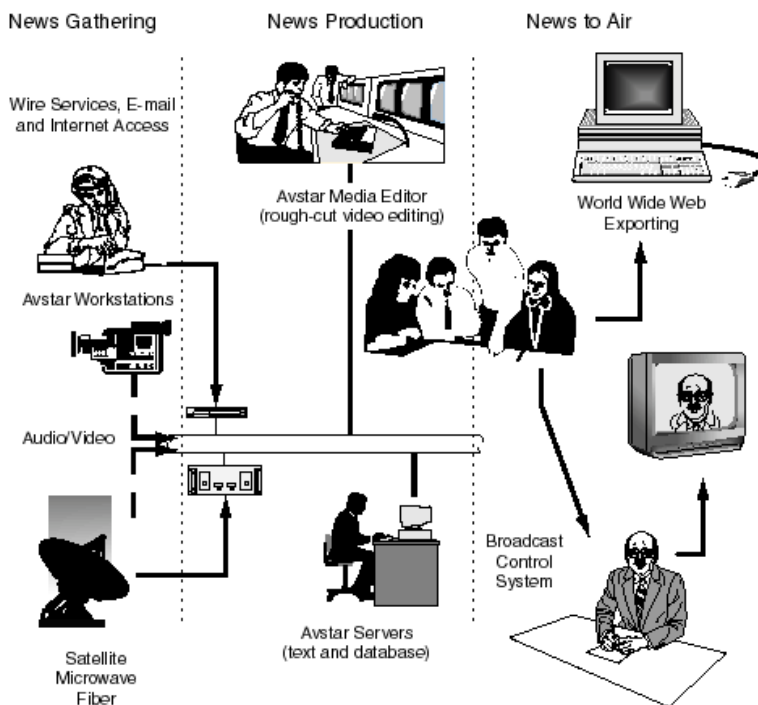 News Gathering
News Production
News to Air
Wire Services, E-mail
and Internet Access
Avstar Media Editor
(rough-cut video editing)
World Wide Web
Exporting
Avstar Workstations
Audio/Video
Broadcast
Control
System
Avstar Servers
(text and database)
Satellite
Microwave
Fiber